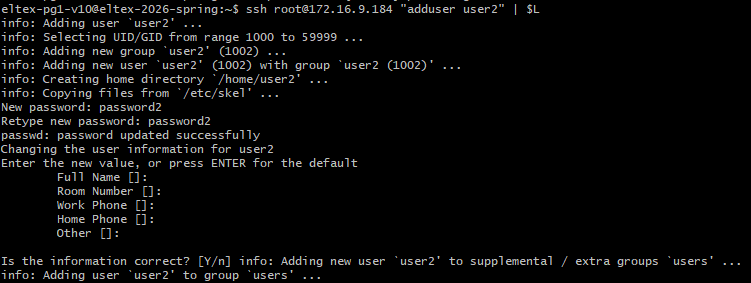 eltex-pg1-v10@eltex-2026-spring:~$ ssh root@172.16.9.184 "adduser user2" | $L
info: Adding user `user2' ...
info: Selecting UID/GID from range 1000 to 59999 ...
info: Adding new group `user2' (1002) ...
info: Adding new user `user2' (1002) with group `user2 (1002)' ...
info: Creating home directory `/home/user2' ...
info: Copying files from `/etc/skel' ...
New password: password2
Retype new password: password2
passwd: password updated successfully
Changing the user information for user2
Enter the new value, or press ENTER for the default
        Full Name []:
        Room Number []:
        Work Phone []:
        Home Phone []:
        Other []:

Is the information correct? [Y/n] info: Adding new user `user2' to supplemental / extra groups `users' ...
info: Adding user `user2' to group `users' ...